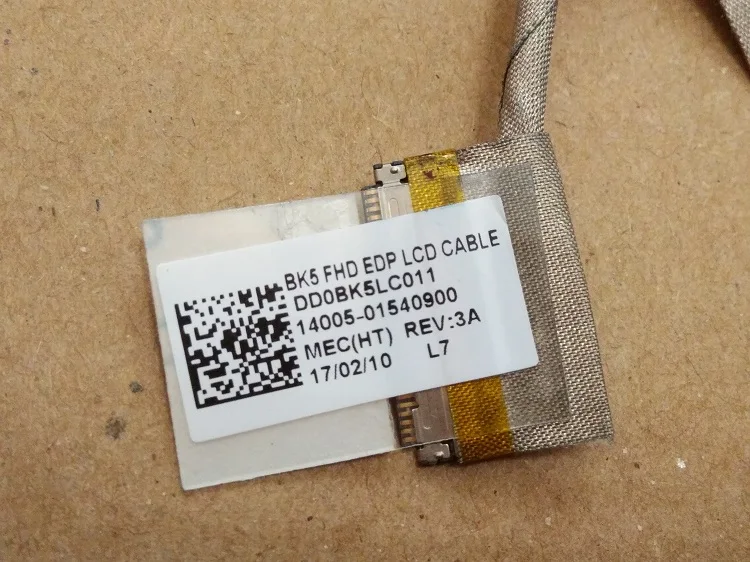 BK5 FHD EDP LCD CABLE
DD0BK5LC011
14005-01540900
MEC(HT) REV:3A
17/02/10 L7